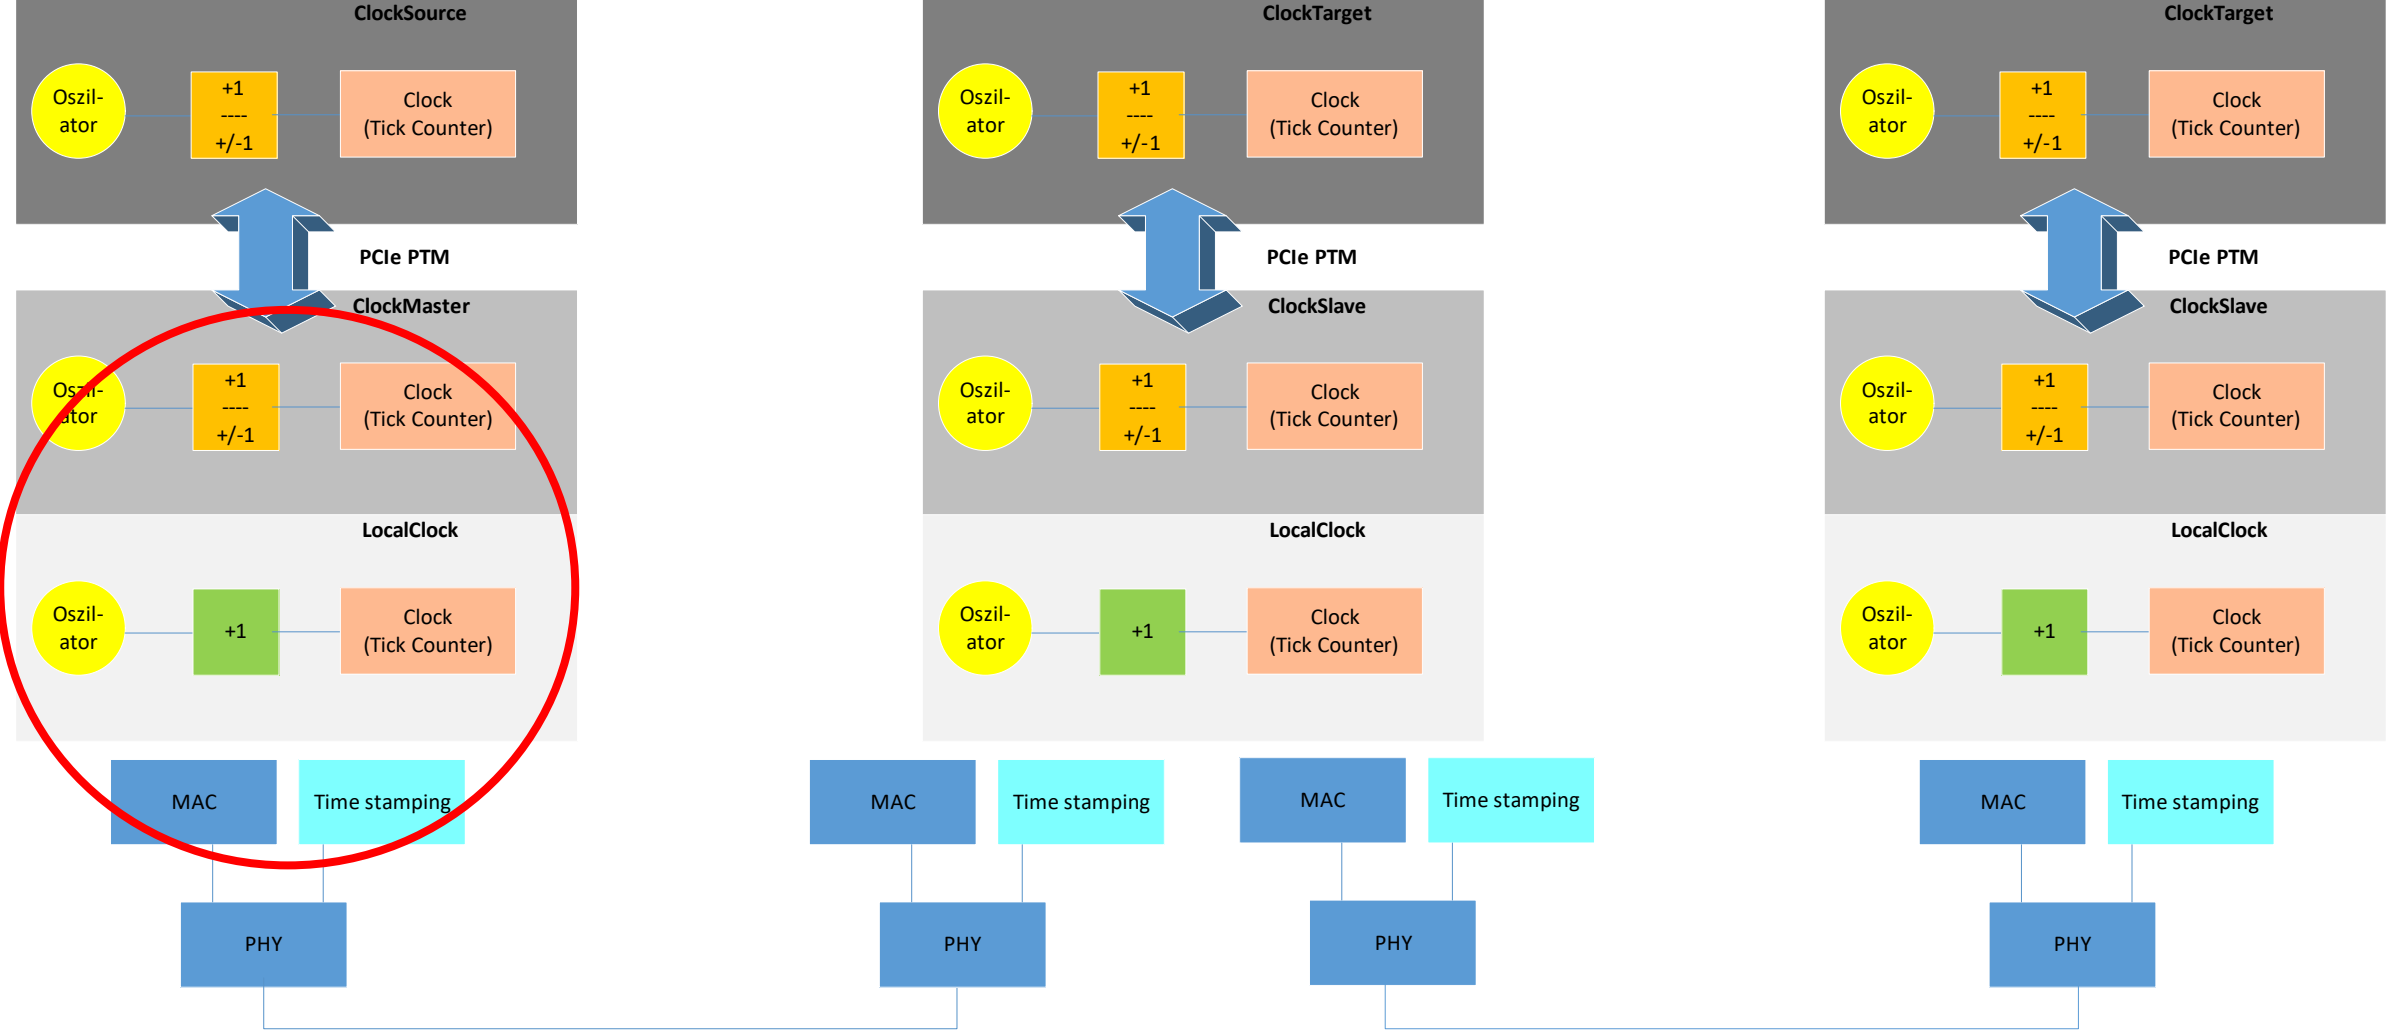 ClockSource
Oszil-
ator
+1
----
+/-1
Clock
(Tick Counter)
PCIe PTM
ClockMaster
Oszil-
ator
+1
----
+/-1
Clock
(Tick Counter)
LocalClock
Oszil-
ator
+1
Clock
(Tick Counter)
MAC
Time stamping
PHY
ClockTarget
Oszil-
ator
+1
----
+/-1
Clock
(Tick Counter)
PCIe PTM
ClockSlave
Oszil-
ator
+1
----
+/-1
Clock
(Tick Counter)
LocalClock
Oszil-
ator
+1
Clock
(Tick Counter)
MAC
Time stamping
PHY
MAC
Time stamping
PHY
ClockTarget
Oszil-
ator
+1
----
+/-1
Clock
(Tick Counter)
PCIe PTM
ClockSlave
Oszil-
ator
+1
----
+/-1
Clock
(Tick Counter)
LocalClock
Oszil-
ator
+1
Clock
(Tick Counter)
MAC
Time stamping
PHY